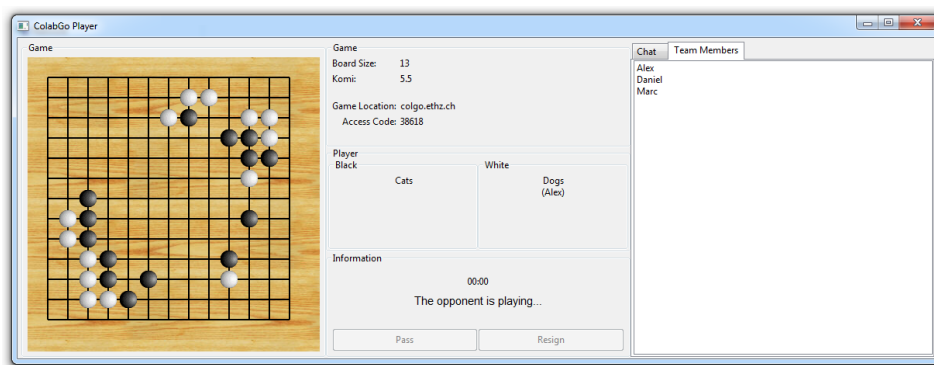 ColabGo Player
Game
Game
Board Size: 13
Komi: 5.5
Game Location: colgo.ethz.ch
Access Code: 38618
Player
Black
White
Cats
Dogs
(Alex)
Information
00:00
The opponent is playing...
Pass
Resign
Chat
Team Members
Alex
Daniel
Marc